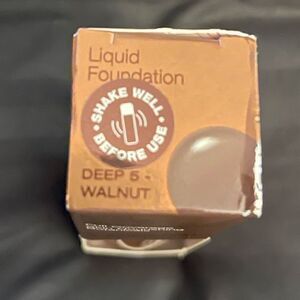 Liquid
Foundation
SHAKE WELL
BEFORE USE
DEEP 5 -
WALNUT